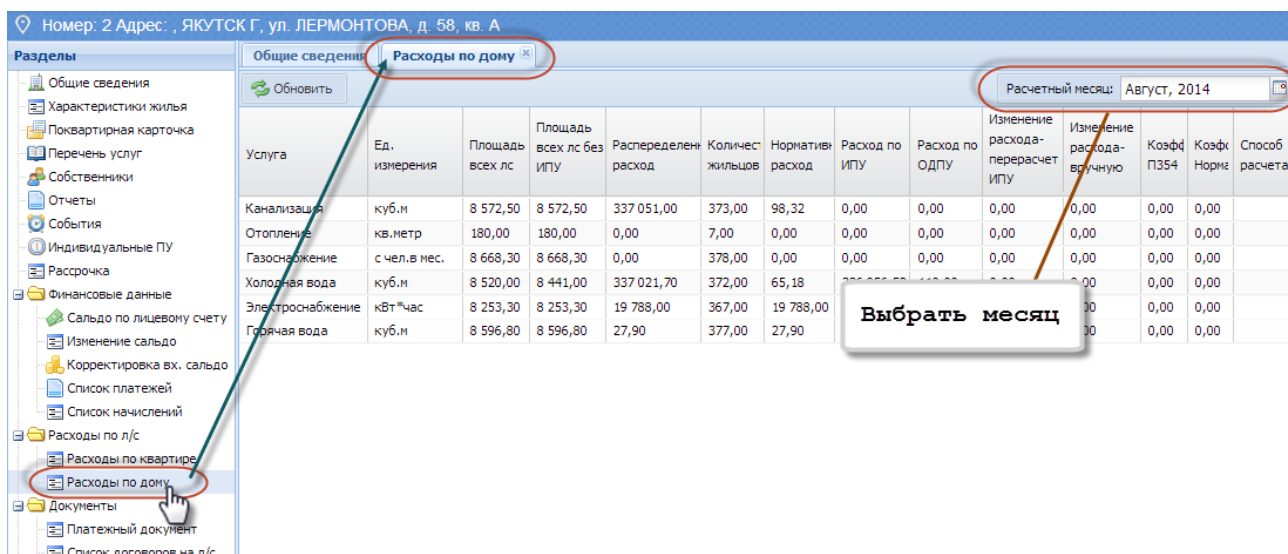 Номер: 2 Адрес: , ЯКУТСК Г, ул. ЛЕРМОНТОВА, д. 58, кв. А
Разделы
Общие сведения
Характеристики жилья
Поквартирная карточка
Перечень услуг
Собственники
Отчеты
События
Индивидуальные ПУ
Рассрочка
Финансовые данные
Сальдо по лицевому счету
Изменение сальдо
Корректировка вх. сальдо
Список платежей
Список начислений
Расходы по л/с
Расходы по квартире
Расходы по дому
Документы
Платежный документ
Список договоров на л/с
Общие сведения Расходы по дому
Обновить Расчетный месяц: Август, 2014
Услуга
Ед. измерения
Площадь всех лс
Площадь всех лс без ИПУ
Распределен расход
Количест жильцов
Нормативн расход
Расход по ИПУ
Расход по ОДПУ
Изменение расхода-перерасчет ИПУ
Изменение расхода-вручную
Коэфф П354
Коэфф Норма
Способ расчета
Канализация куб.м 8 572,50 8 572,50 337 051,00 373,00 98,32 0,00 0,00 0,00 0,00 0,00 0,00
Отопление кв.метр 180,00 180,00 0,00 7,00 0,00 0,00 0,00 0,00 0,00 0,00 0,00
Газоснабжение с чел.в мес. 8 668,30 8 668,30 0,00 378,00 0,00 0,00 0,00 0,00 0,00 0,00 0,00
Холодная вода куб.м 8 520,00 8 441,00 337 021,70 372,00 65,18 0,00 0,00
Электроснабжение кВт*час 8 253,30 8 253,30 19 788,00 367,00 19 788,00 0,00 0,00
Горячая вода куб.м 8 596,80 8 596,80 27,90 377,00 27,90 0,00 0,00
Выбрать месяц